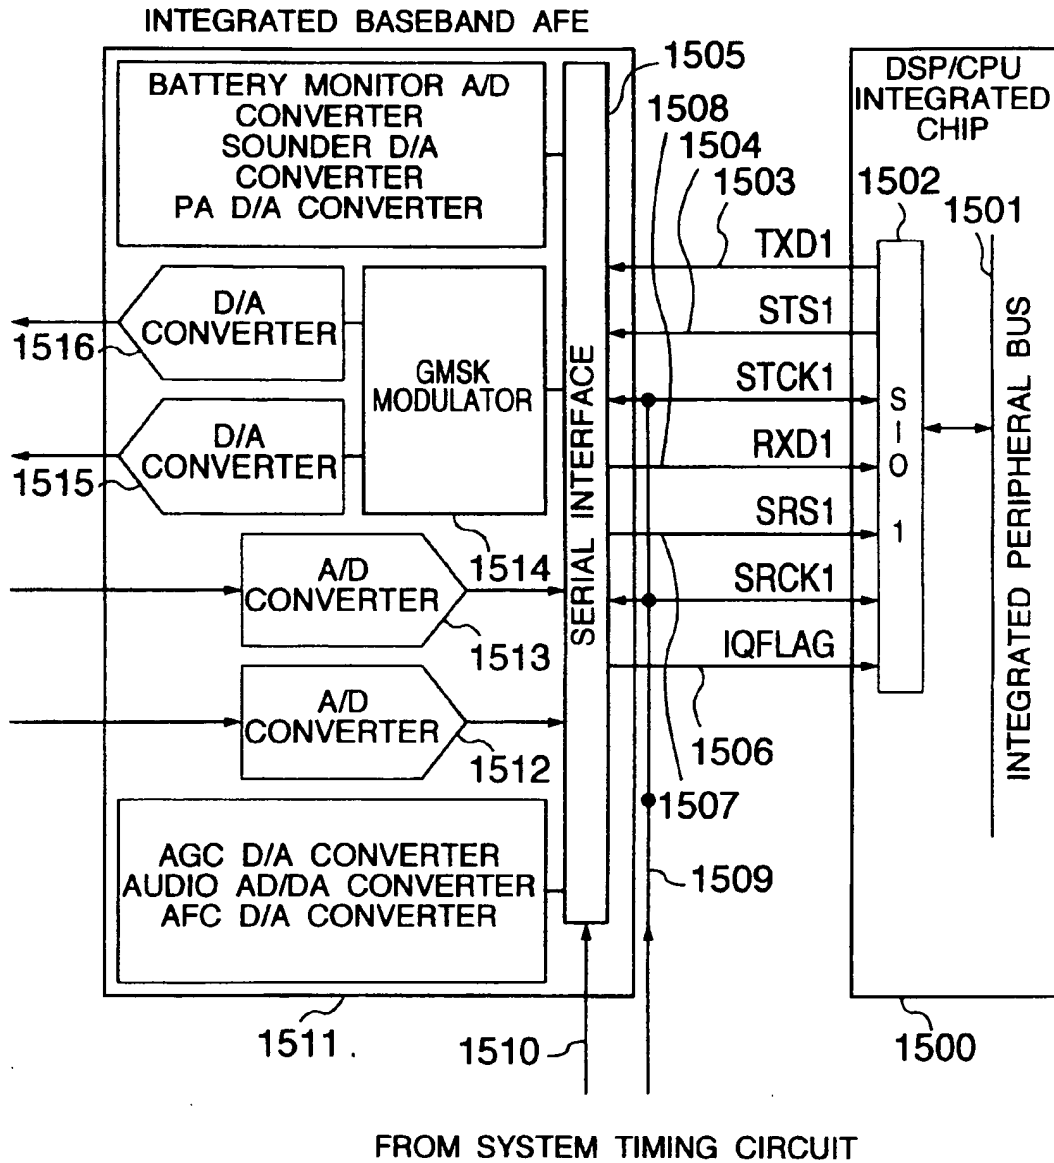 INTEGRATED BASEBAND AFE
BATTERY MONITOR A/D
CONVERTER
SOUNDER D/A
CONVERTER
PA D/A CONVERTER
D/A
CONVERTER
1516
GMSK
MODULATOR
D/A
CONVERTER
1515
1514
A/D
CONVERTER
1513
A/D
CONVERTER
1512
AGC D/A CONVERTER
AUDIO AD/DA CONVERTER
AFC D/A CONVERTER
1511
SERIAL INTERFACE
1505
1508
1504
1503
TXD1
STS1
STCK1
RXD1
SRS1
SRCK1
IQFLAG
1506
1507
1509
1510
DSP/CPU
INTEGRATED
CHIP
1502
1501
SIO 1
INTEGRATED PERIPHERAL BUS
1500
FROM SYSTEM TIMING CIRCUIT